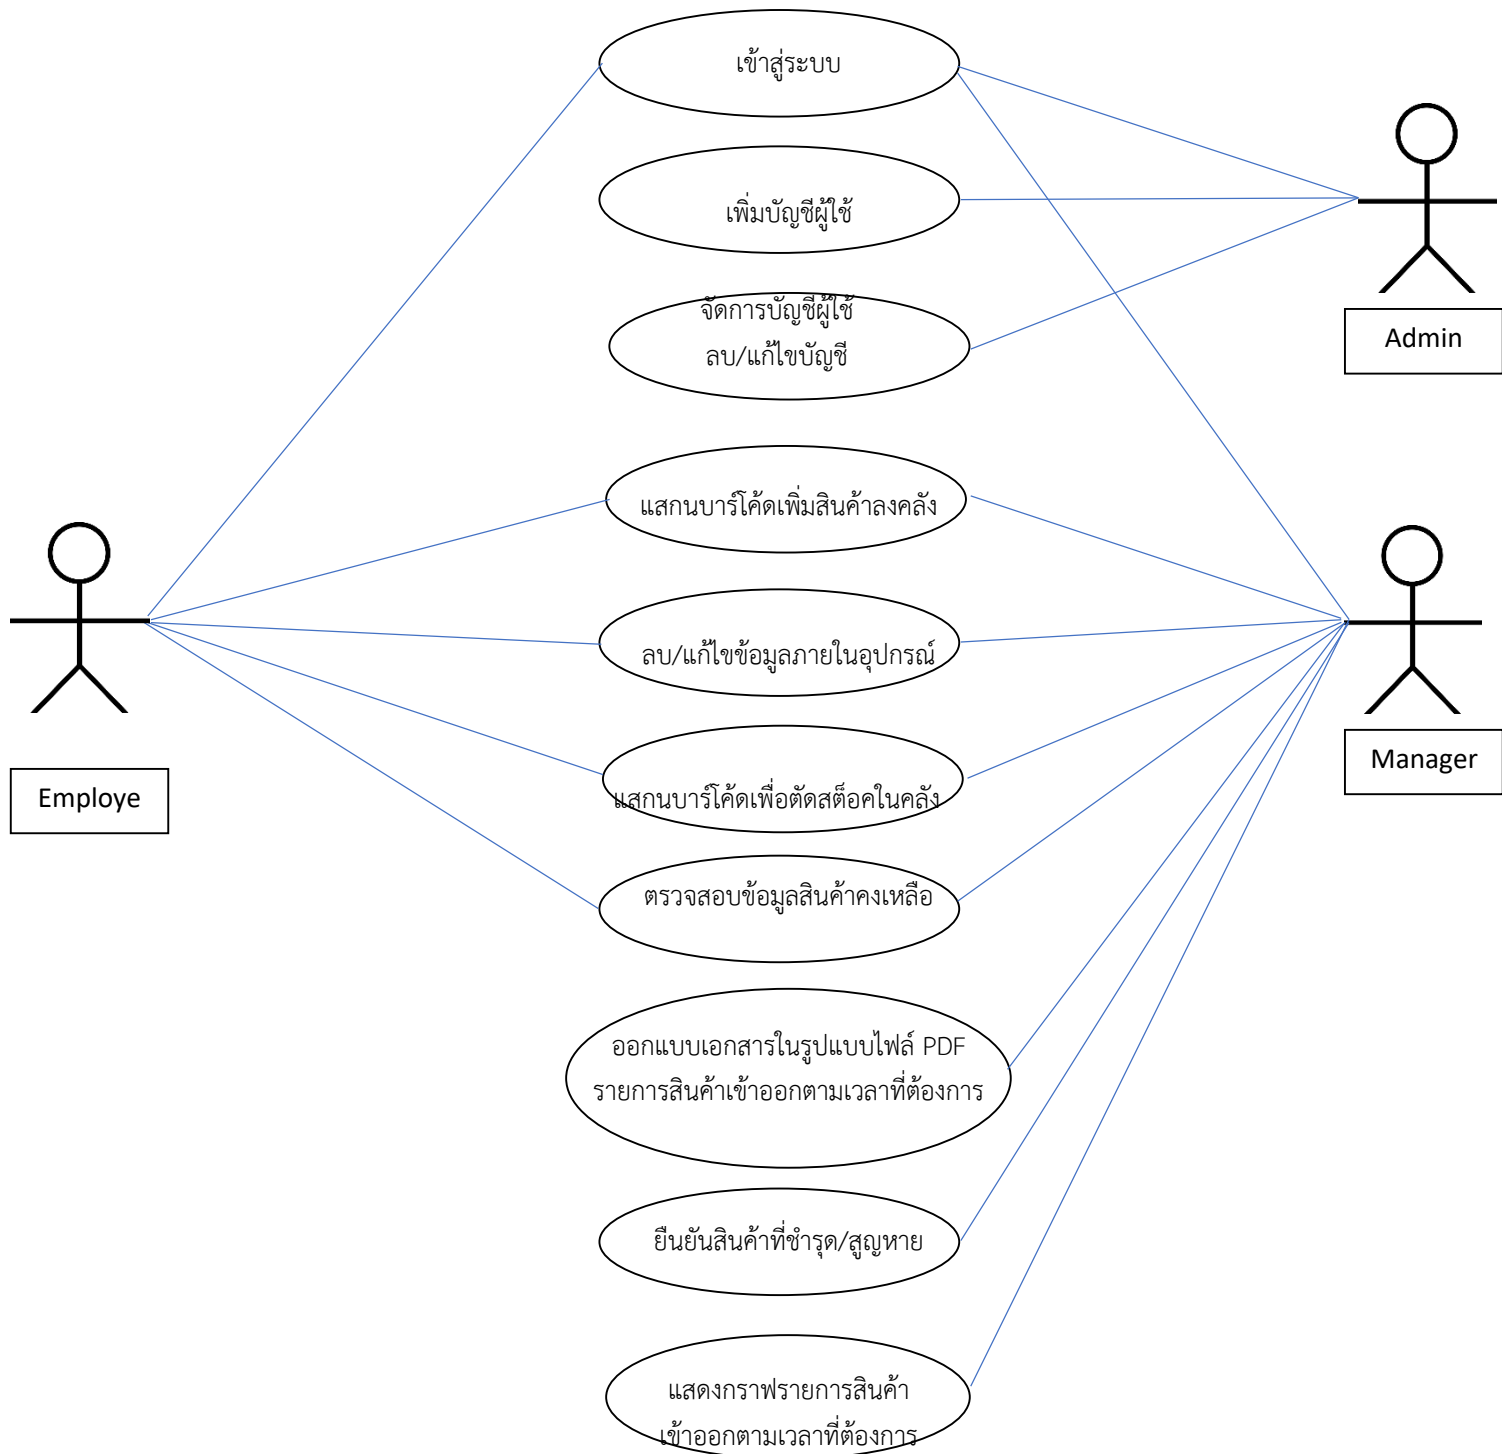 เข้าสู่ระบบ
เพิ่มบัญชีผู้ใช้
จัดการบัญชีผู้ใช้
ลบ/แก้ไขบัญชี
Admin
แสกนบาร์โค้ดเพิ่มสินค้าลงคลัง
ลบ/แก้ไขข้อมูลภายในอุปกรณ์
Manager
Employe
แสกนบาร์โค้ดเพื่อตัดสต็อคในคลัง
ตรวจสอบข้อมูลสินค้าคงเหลือ
ออกแบบเอกสารในรูปแบบไฟล์ PDF
รายการสินค้าเข้าออกตามเวลาที่ต้องการ
ยืนยันสินค้าที่ชำรุด/สูญหาย
แสดงกราฟรายการสินค้า
เข้าออกตามเวลาที่ต้องการ